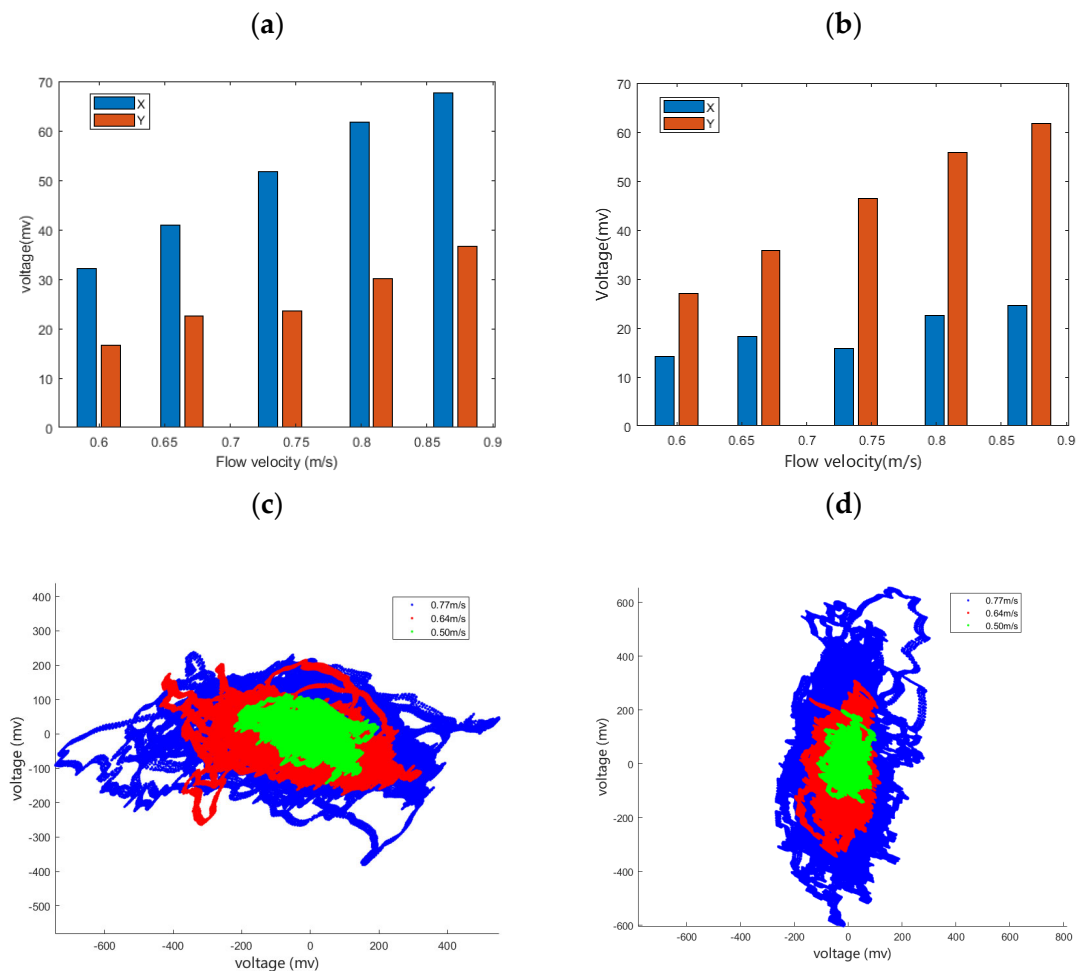 (a)
70
60
50
40
30
20
10
0
voltage(mv)
X
Y
0.6 0.65 0.7 0.75 0.8 0.85 0.9
Flow velocity (m/s)
(b)
70
60
50
40
30
20
10
0
Voltage(mv)
X
Y
0.6 0.65 0.7 0.75 0.8 0.85 0.9
Flow velocity(m/s)
(c)
400
300
200
100
0
-100
-200
-300
-400
-500
voltage (mv)
0.77m/s
0.64m/s
0.50m/s
-600 -400 -200 0 200 400
voltage (mv)
(d)
600
400
200
0
-200
-400
-600
voltage (mv)
0.77m/s
0.64m/s
0.50m/s
-600 -400 -200 0 200 400 600 800
voltage (mv)